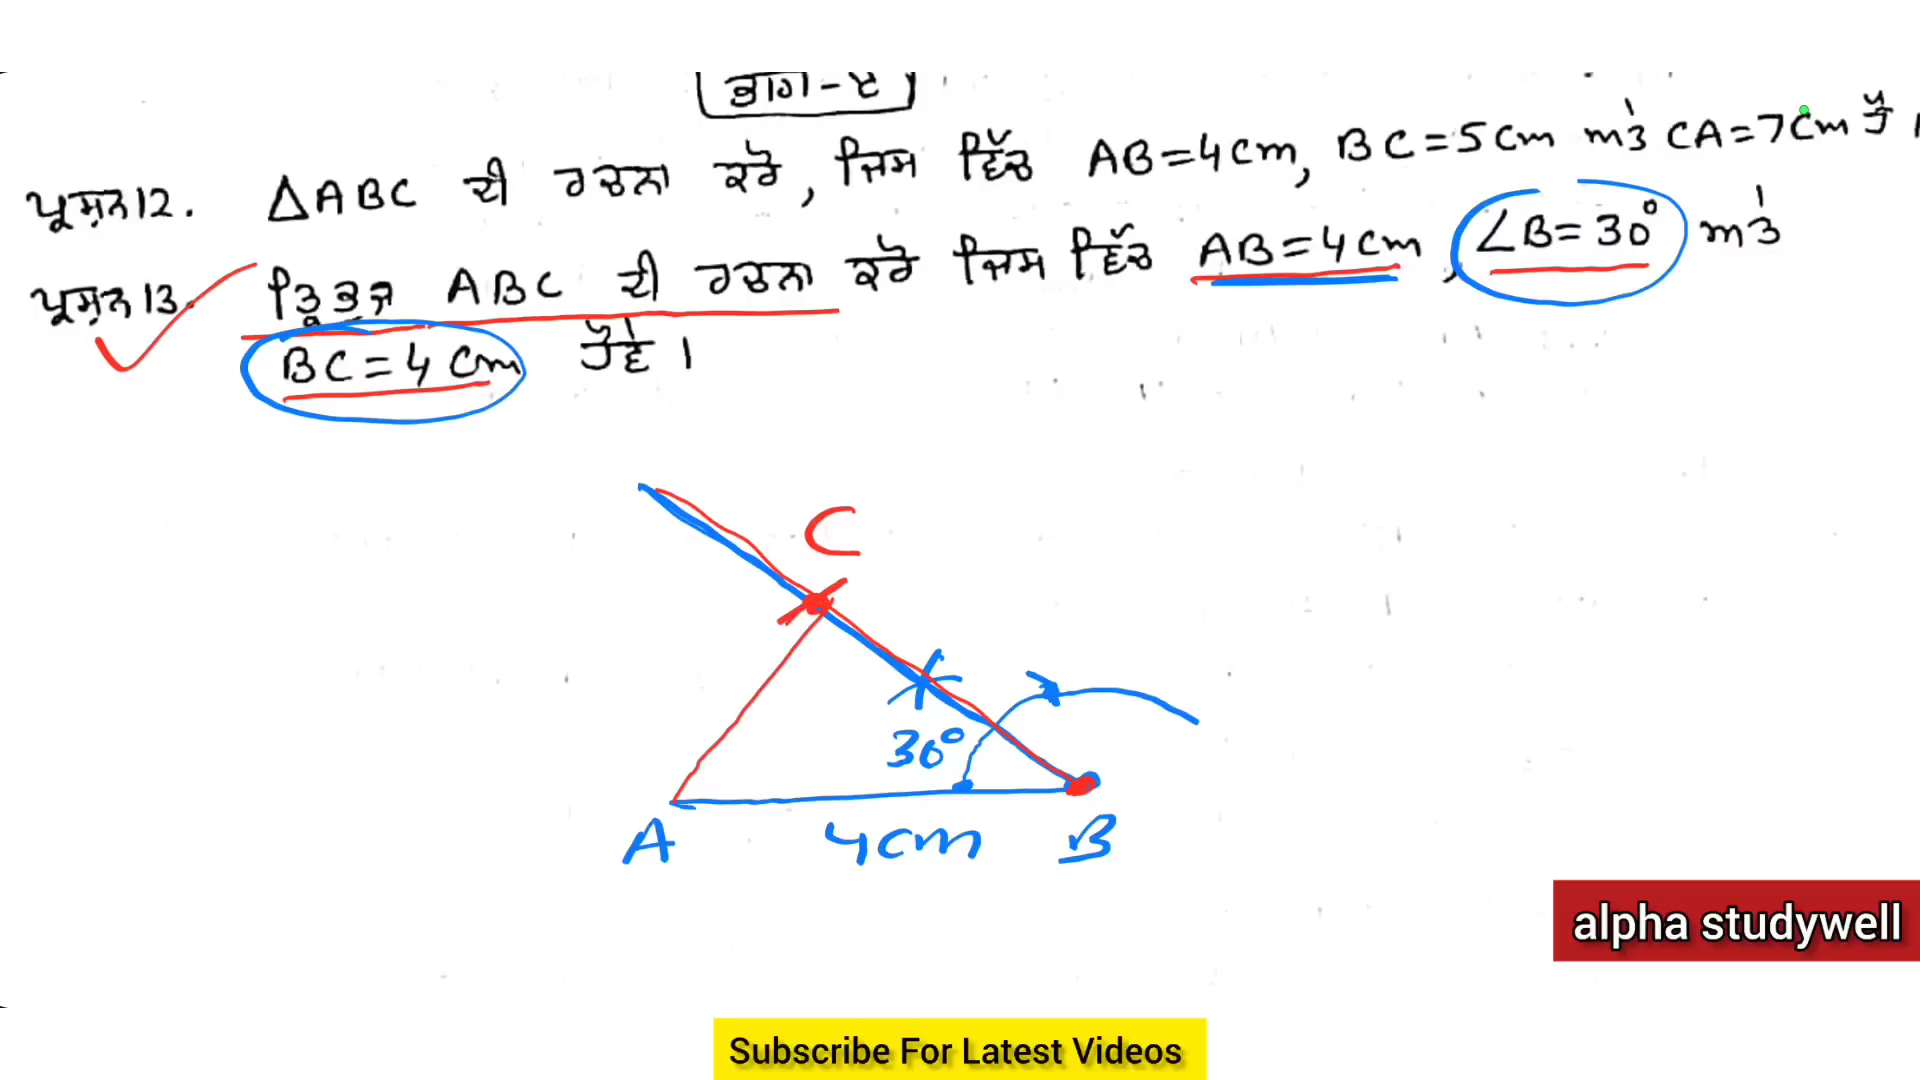 ਭਾਗ-ੲ
ਪ੍ਰਸ਼ਨ12. △ABC ਦੀ ਰਚਨਾ ਕਰੋ, ਜਿਸ ਵਿੱਚ AB=4cm, BC=5cm ਅਤੇ CA=7cm ਹੈ।
ਪ੍ਰਸ਼ਨ13. ਤ੍ਰਿਭੁਜ ABC ਦੀ ਰਚਨਾ ਕਰੋ ਜਿਸ ਵਿੱਚ AB=4cm, ∠B=30° ਅਤੇ
BC=4cm ਹੋਵੇ।
C
30°
A 4cm B
alpha studywell
Subscribe For Latest Videos